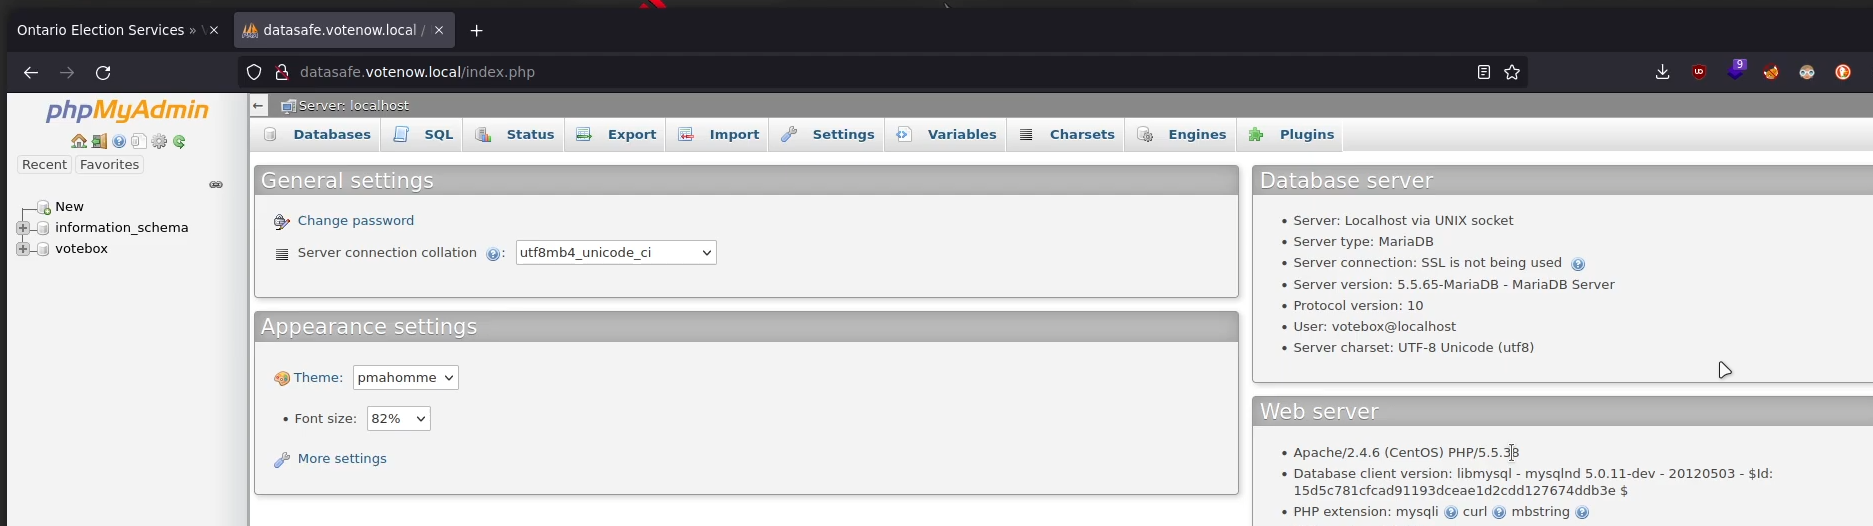 Ontario Election Services »
datasafe.votenow.local /
datasafe.votenow.local/index.php
9
phpMyAdmin
Recent Favorites
New
information_schema
votebox
Server: localhost
Databases SQL Status Export Import Settings Variables Charsets Engines Plugins
General settings
Change password
Server connection collation : utf8mb4_unicode_ci
Appearance settings
Theme: pmahomme
• Font size: 82%
More settings
Database server
• Server: Localhost via UNIX socket
• Server type: MariaDB
• Server connection: SSL is not being used
• Server version: 5.5.65-MariaDB - MariaDB Server
• Protocol version: 10
• User: votebox@localhost
• Server charset: UTF-8 Unicode (utf8)
Web server
• Apache/2.4.6 (CentOS) PHP/5.5.38
• Database client version: libmysql - mysqlnd 5.0.11-dev - 20120503 - $Id:
15d5c781cfcad91193dceae1d2cdd127674ddb3e $
• PHP extension: mysqli curl mbstring